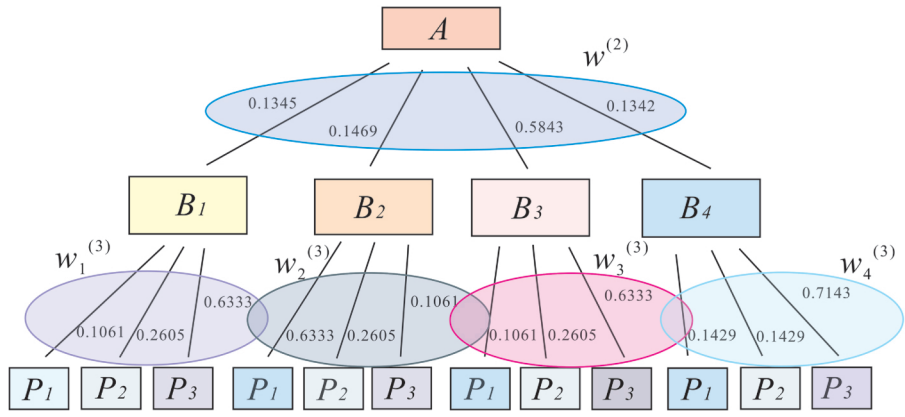 A
w^(2)
0.1345 0.1469 0.5843 0.1342
B1 B2 B3 B4
w1^(3) w2^(3) w3^(3) w4^(3)
0.1061 0.2605 0.6333 0.6333 0.2605 0.1061 0.1061 0.2605 0.6333 0.1429 0.1429 0.7143
P1 P2 P3 P1 P2 P3 P1 P2 P3 P1 P2 P3